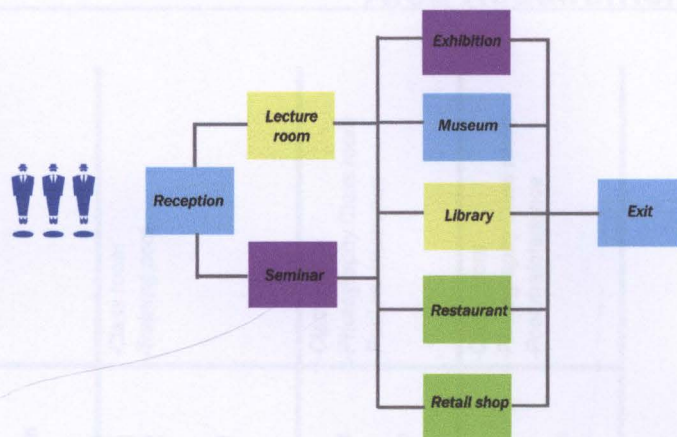 Exhibition
Lecture
room
Museum
Reception
Library
Exit
Seminar
Restaurant
Retail shop